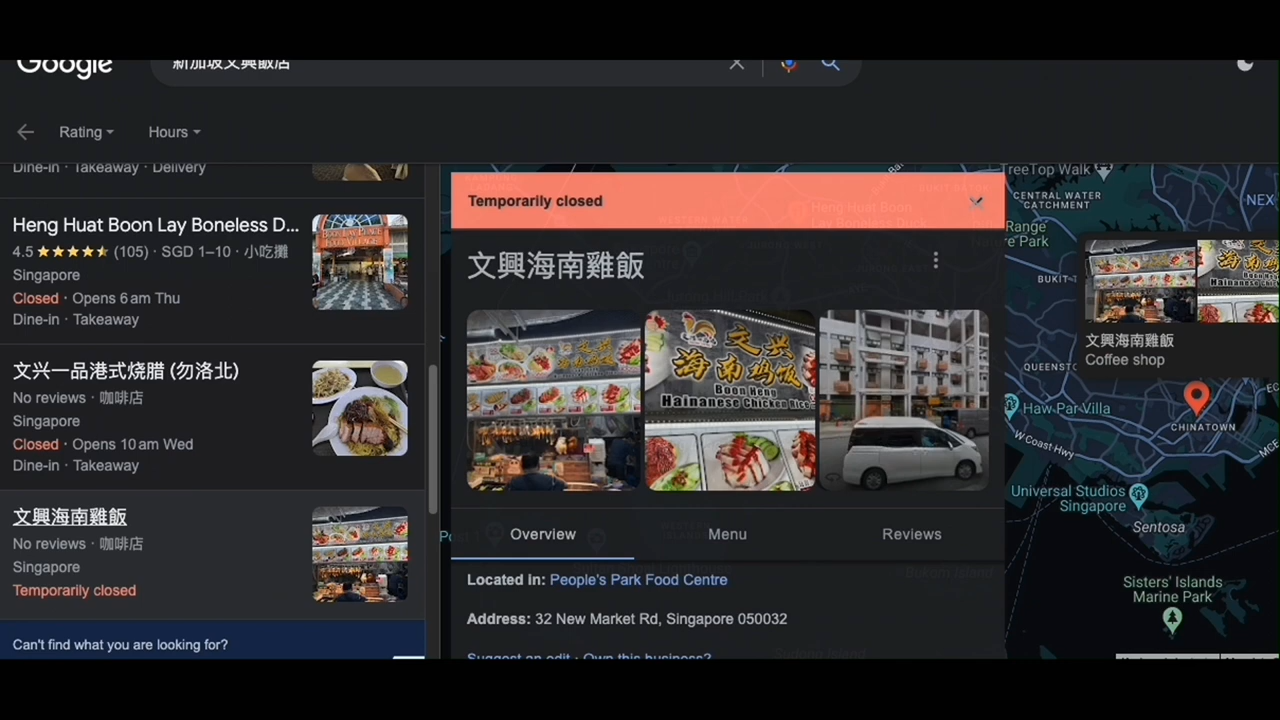 Google
新加坡文興飯店
Rating
Hours
Dine-in · Takeaway · Delivery
Heng Huat Boon Lay Boneless D...
4.5 (105) · SGD 1–10 · 小吃攤
Singapore
Closed · Opens 6 am Thu
Dine-in · Takeaway
文兴一品港式烧腊 (勿洛北)
No reviews · 咖啡店
Singapore
Closed · Opens 10 am Wed
Dine-in · Takeaway
文興海南雞飯
No reviews · 咖啡店
Singapore
Temporarily closed
Can't find what you are looking for?
Temporarily closed
文興海南雞飯
文兴
海南鸡饭
Boon Heng
Hainanese Chicken Rice
Overview
Menu
Reviews
Located in: People's Park Food Centre
Address: 32 New Market Rd, Singapore 050032
Suggest an edit · Own this business?
TreeTop Walk
CENTRAL WATER
CATCHMENT
NEX
Range
re Park
BUKIT T
文興海南雞飯
Coffee shop
QUEENSTO
Haw Par Villa
CHINATOWN
W Coast Hwy
MCE
Universal Studios
Singapore
Sentosa
Sisters' Islands
Marine Park